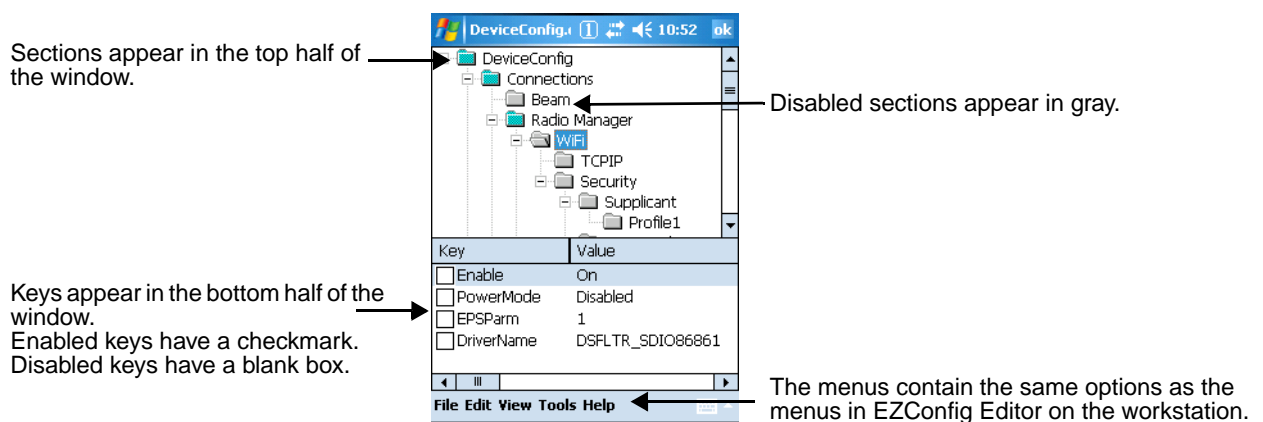 Sections appear in the top half of
the window.
DeviceConfig.
1
10:52
ok
DeviceConfig
Connections
Beam
Disabled sections appear in gray.
Radio Manager
WiFi
TCPIP
Security
Supplicant
Profile1
Key Value
Enable On
PowerMode Disabled
EPSParm 1
DriverName DSFLTR_SDIO86861
Keys appear in the bottom half of the
window.
Enabled keys have a checkmark.
Disabled keys have a blank box.
File Edit View Tools Help
The menus contain the same options as the
menus in EZConfig Editor on the workstation.